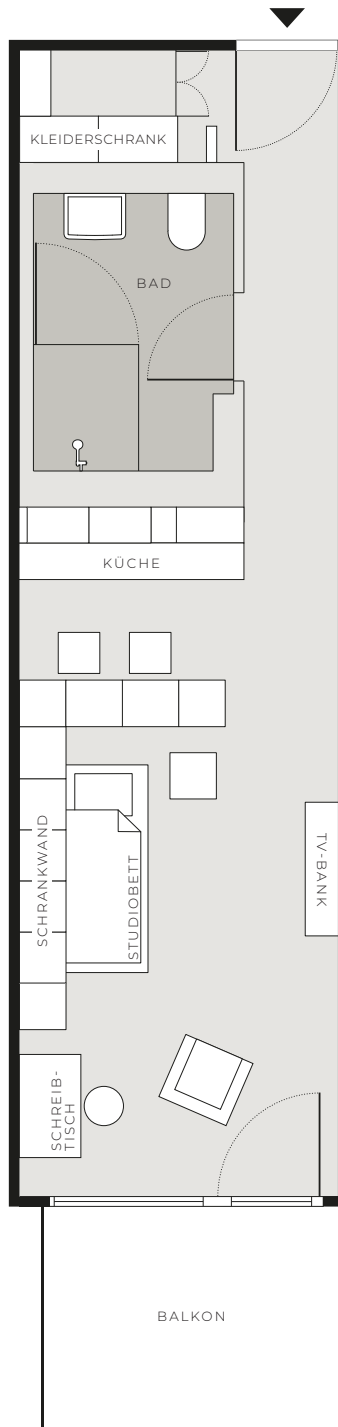 KLEIDERSCHRANK
BAD
KÜCHE
SCHRANKWAND
STUDIOBETT
TV-BANK
SCHREIB-
TISCH
BALKON